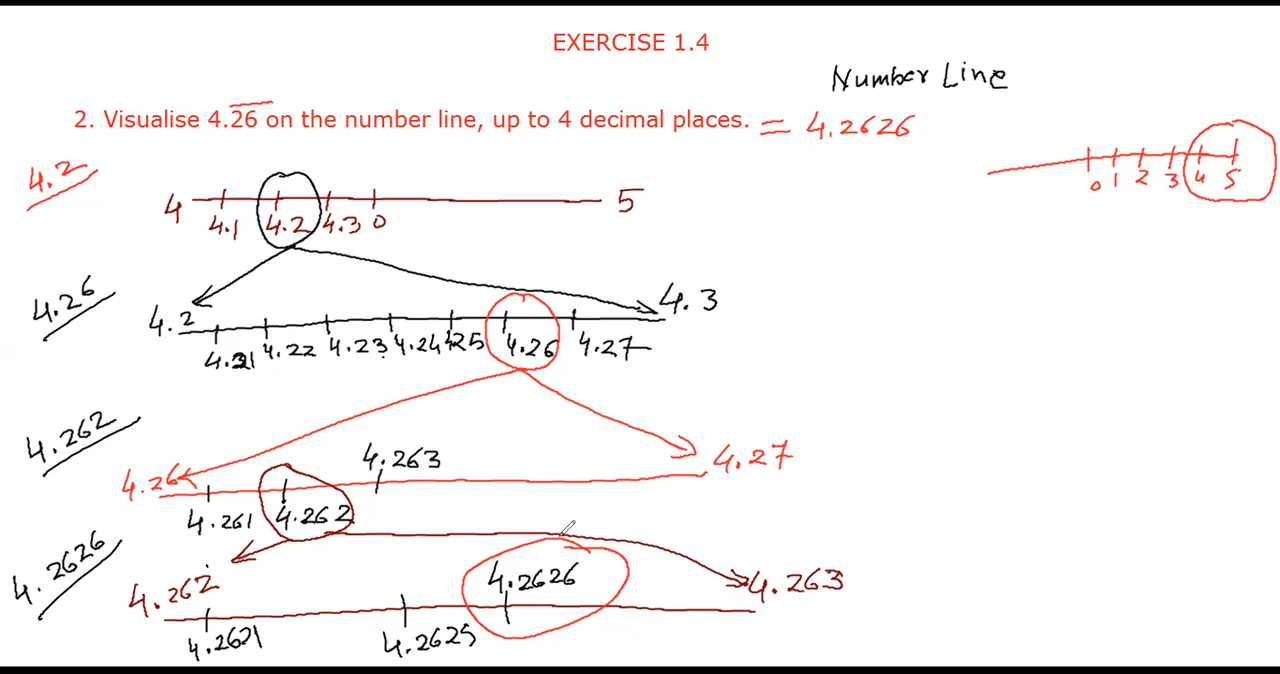 EXERCISE 1.4
Number Line
2. Visualise 4.2̅6̅ on the number line, up to 4 decimal places. = 4.2626
0 1 2 3 4 5
4.2
4 5
4.1 4.2 4.3 0
4.26
4.2 4.3
4.21 4.22 4.23 4.24 4.25 4.26 4.27
4.262
4.263
4.26 4.27
4.261 4.262
4.2626
4.2626
4.262 4.263
4.2621 4.2625